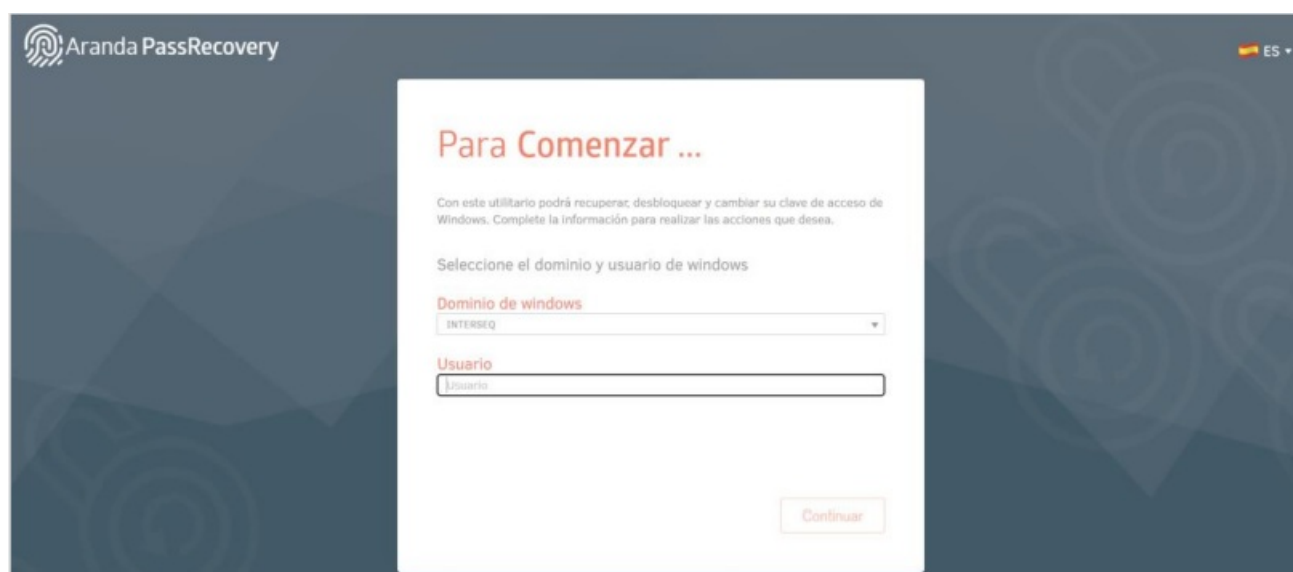 Aranda PassRecovery
ES
Para Comenzar ...
Con este utilitario podrá recuperar, desbloquear y cambiar su clave de acceso de
Windows. Complete la información para realizar las acciones que desea.
Seleccione el dominio y usuario de windows
Dominio de windows
INTERSEQ
Usuario
Usuario
Continuar